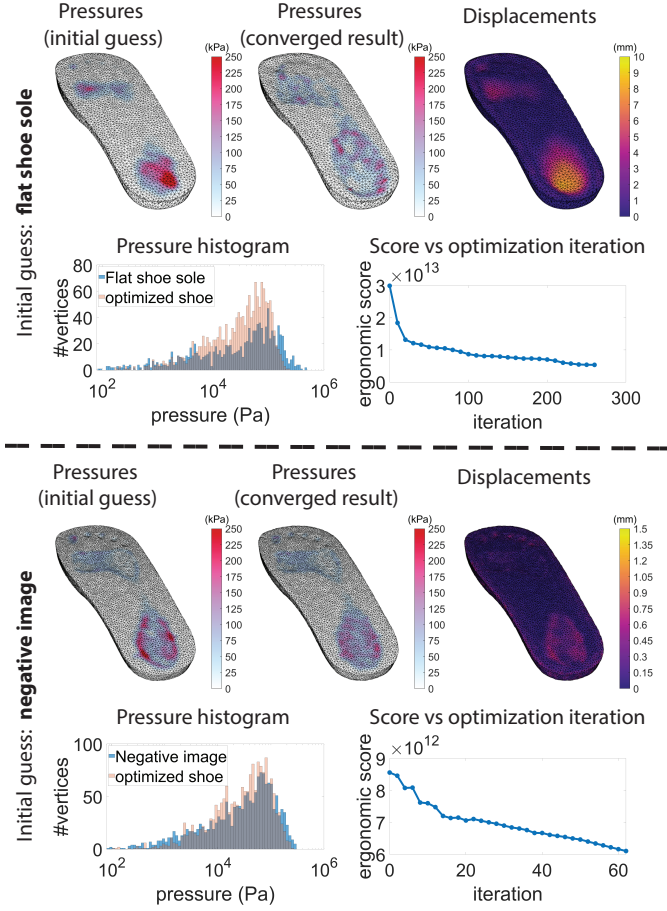 Pressures
(initial guess)
Pressures
(converged result)
Displacements
(kPa)
250
225
200
175
150
125
100
75
50
25
0
(kPa)
250
225
200
175
150
125
100
75
50
25
0
(mm)
10
9
8
7
6
5
4
3
2
1
0
Initial guess: flat shoe sole
Pressure histogram
Flat shoe sole
optimized shoe
#vertices
80
60
40
20
0
10²
10⁴
10⁶
pressure (Pa)
Score vs optimization iteration
×10¹³
ergonomic score
3
2
1
0
0
100
200
300
iteration
Pressures
(initial guess)
Pressures
(converged result)
Displacements
(kPa)
250
225
200
175
150
125
100
75
50
25
0
(kPa)
250
225
200
175
150
125
100
75
50
25
0
(mm)
1.5
1.35
1.2
1.05
0.9
0.75
0.6
0.45
0.3
0.15
0
Initial guess: negative image
Pressure histogram
Negative image
optimized shoe
#vertices
100
50
0
10²
10⁴
10⁶
pressure (Pa)
Score vs optimization iteration
×10¹²
ergonomic score
9
8
7
6
0
20
40
60
iteration